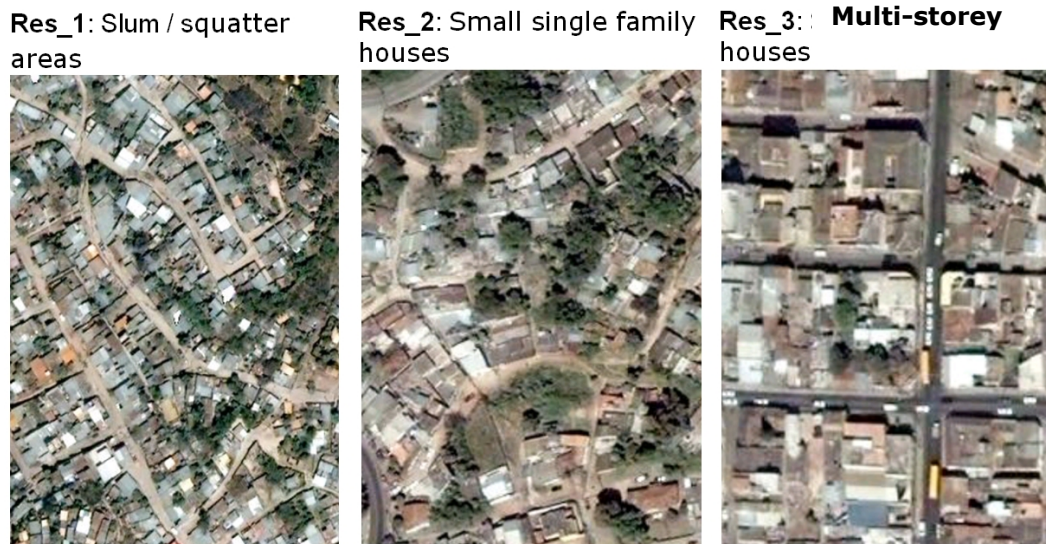 Res_1: Slum / squatter
areas
Res_2: Small single family
houses
Res_3: Multi-storey
houses